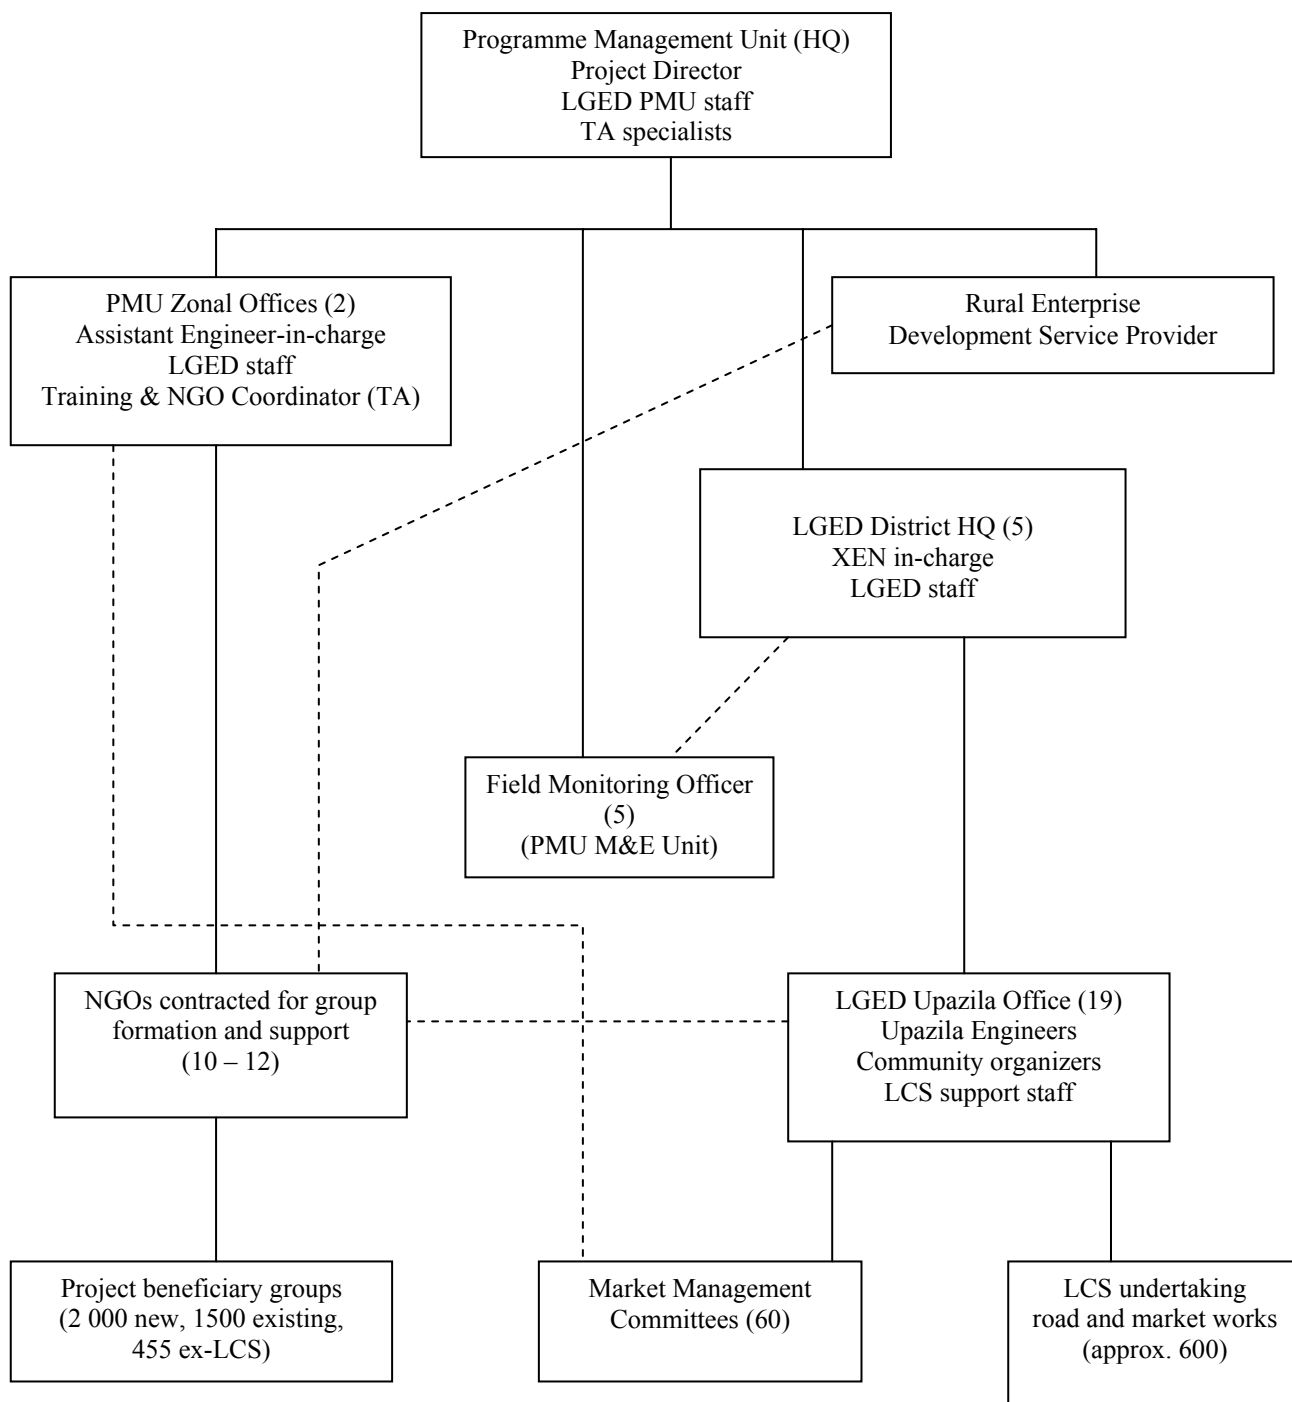 Programme Management Unit (HQ)
Project Director
LGED PMU staff
TA specialists
PMU Zonal Offices (2)
Assistant Engineer-in-charge
LGED staff
Training & NGO Coordinator (TA)
Rural Enterprise
Development Service Provider
LGED District HQ (5)
XEN in-charge
LGED staff
Field Monitoring Officer
(5)
(PMU M&E Unit)
NGOs contracted for group
formation and support
(10 – 12)
LGED Upazila Office (19)
Upazila Engineers
Community organizers
LCS support staff
Project beneficiary groups
(2 000 new, 1500 existing,
455 ex-LCS)
Market Management
Committees (60)
LCS undertaking
road and market works
(approx. 600)